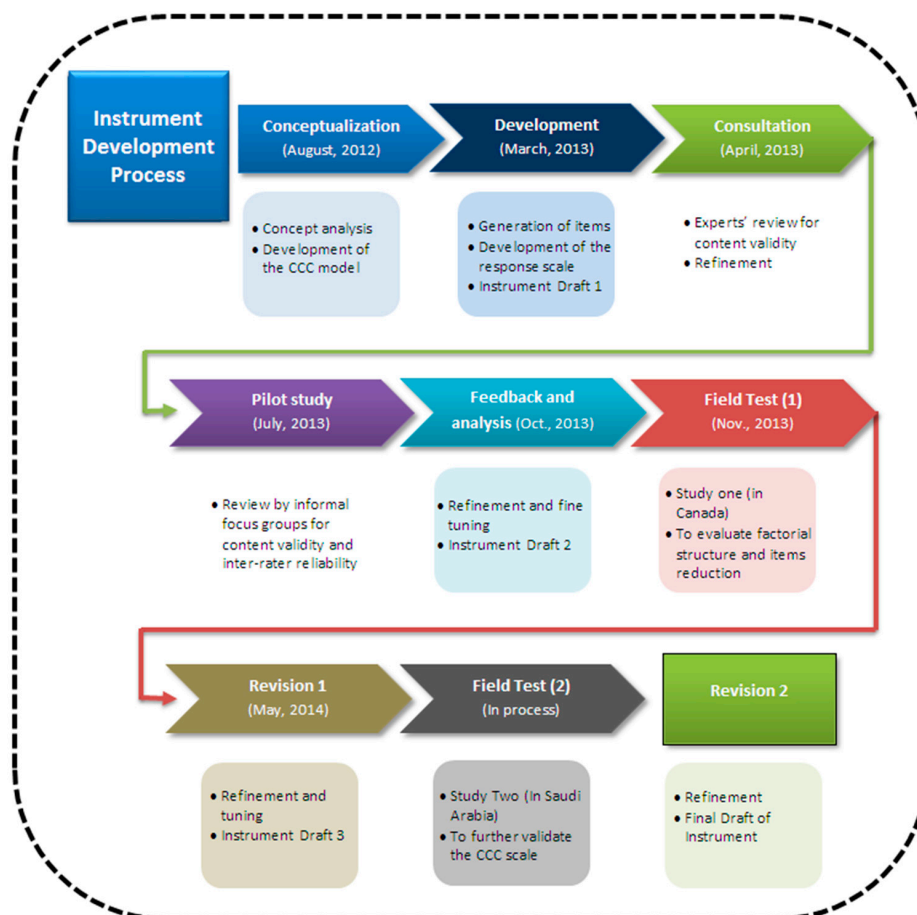 Instrument
Development
Process
Conceptualization
(August, 2012)
Development
(March, 2013)
Consultation
(April, 2013)
• Concept analysis
• Development of
the CCC model
• Generation of items
• Development of the
response scale
• Instrument Draft 1
• Experts' review for
content validity
• Refinement
Pilot study
(July, 2013)
Feedback and
analysis (Oct., 2013)
Field Test (1)
(Nov., 2013)
• Review by informal
focus groups for
content validity and
inter-rater reliability
• Refinement and fine
tuning
• Instrument Draft 2
• Study one (in
Canada)
• To evaluate factorial
structure and items
reduction
Revision 1
(May, 2014)
Field Test (2)
(In process)
Revision 2
• Refinement and
tuning
• Instrument Draft 3
• Study Two (In Saudi
Arabia)
• To further validate
the CCC scale
• Refinement
• Final Draft of
Instrument